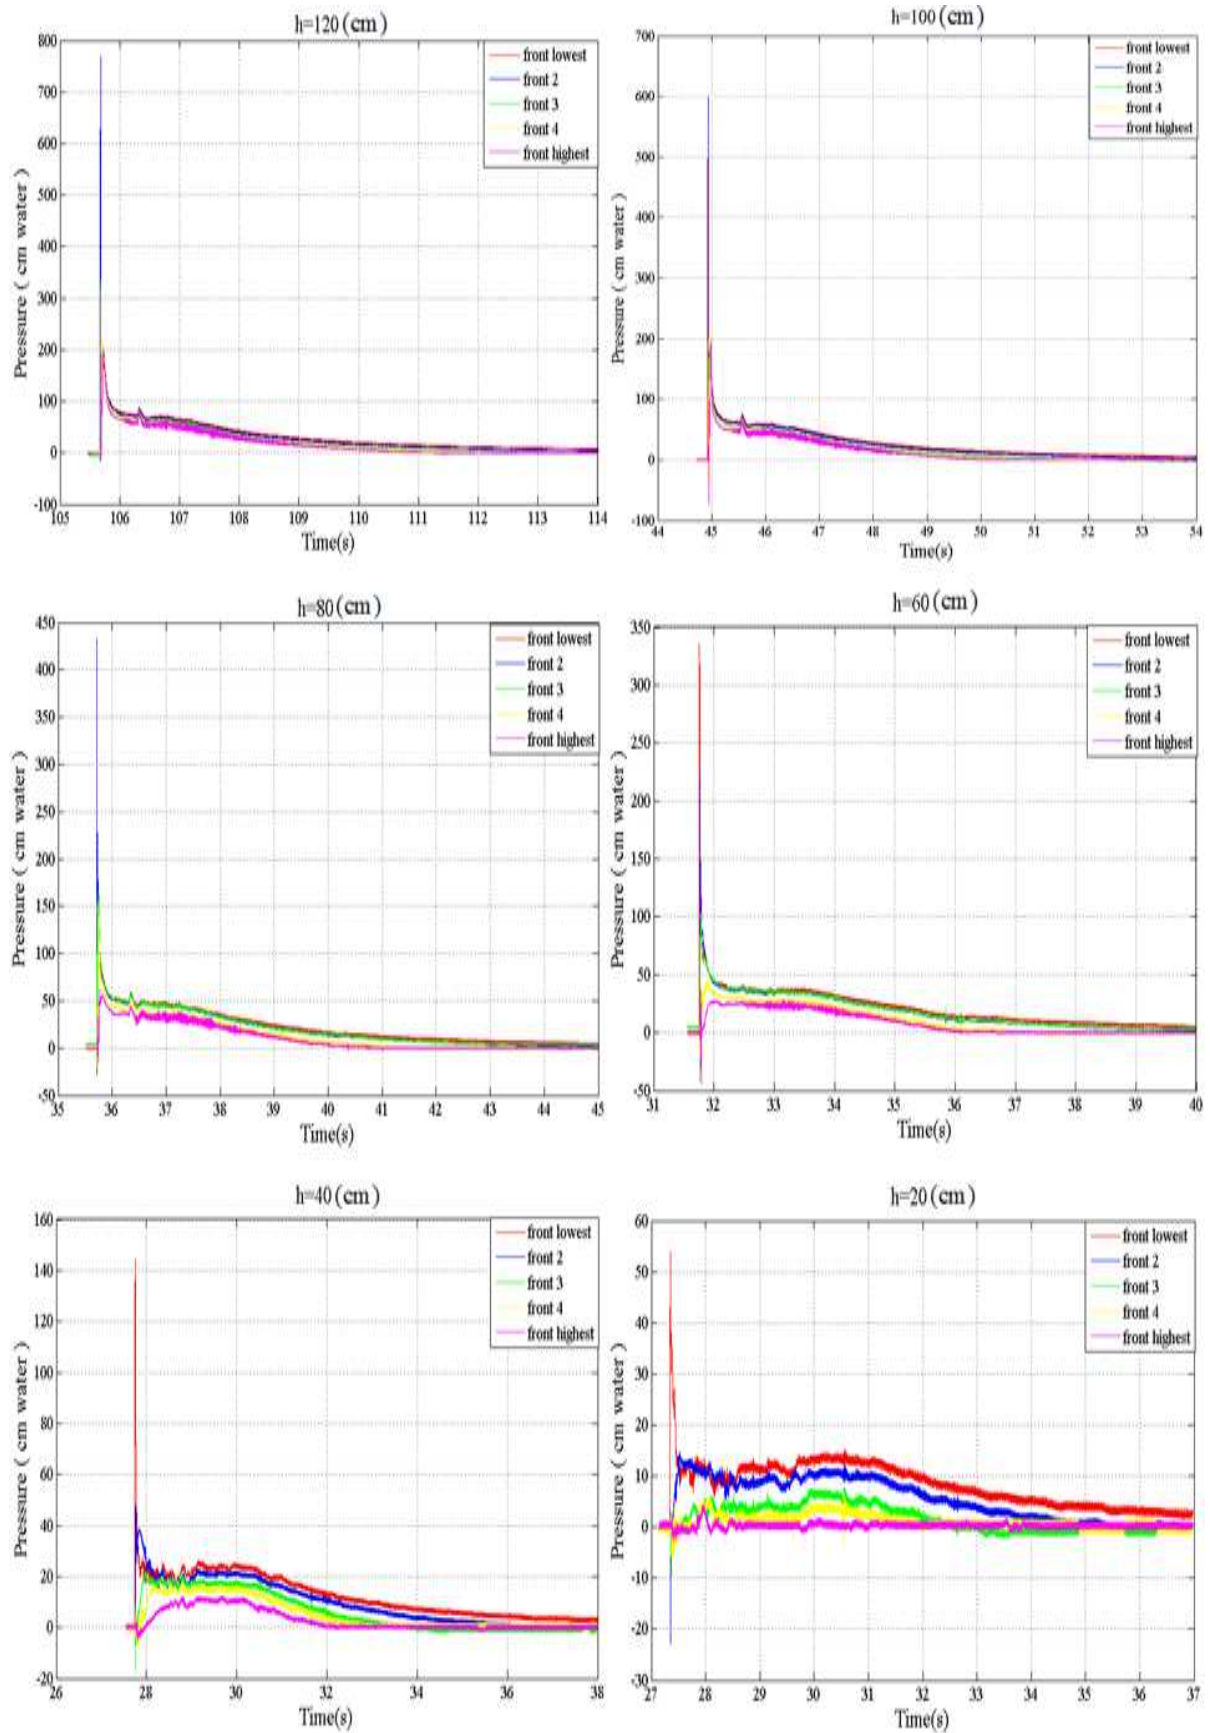 h=120 (cm)
800
700
600
500
400
300
200
100
0
-100
105 106 107 108 109 110 111 112 113 114
Time(s)
Pressure ( cm water )
front lowest
front 2
front 3
front 4
front highest
h=100 (cm)
700
600
500
400
300
200
100
0
-100
44 45 46 47 48 49 50 51 52 53 54
Time(s)
Pressure ( cm water )
front lowest
front 2
front 3
front 4
front highest
h=80 (cm)
450
400
350
300
250
200
150
100
50
0
-50
35 36 37 38 39 40 41 42 43 44 45
Time(s)
Pressure ( cm water )
front lowest
front 2
front 3
front 4
front highest
h=60 (cm)
350
300
250
200
150
100
50
0
-50
31 32 33 34 35 36 37 38 39 40
Time(s)
Pressure ( cm water )
front lowest
front 2
front 3
front 4
front highest
h=40 (cm)
160
140
120
100
80
60
40
20
0
-20
26 28 30 32 34 36 38
Time(s)
Pressure ( cm water )
front lowest
front 2
front 3
front 4
front highest
h=20 (cm)
60
50
40
30
20
10
0
-10
-20
-30
27 28 29 30 31 32 33 34 35 36 37
Time(s)
Pressure ( cm water )
front lowest
front 2
front 3
front 4
front highest